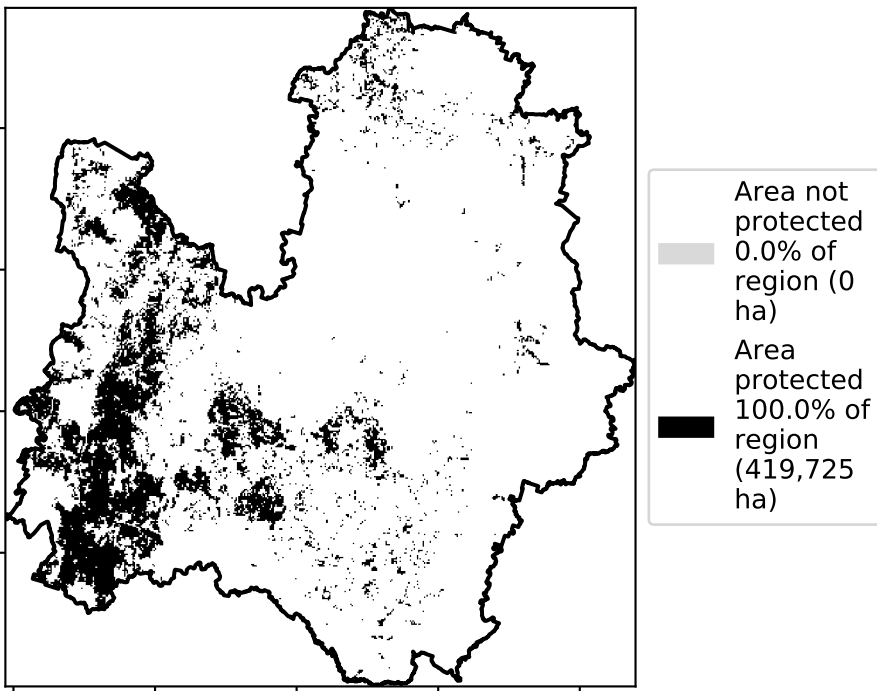 Area not
protected
0.0% of
region (0
ha)
Area
protected
100.0% of
region
(419,725
ha)